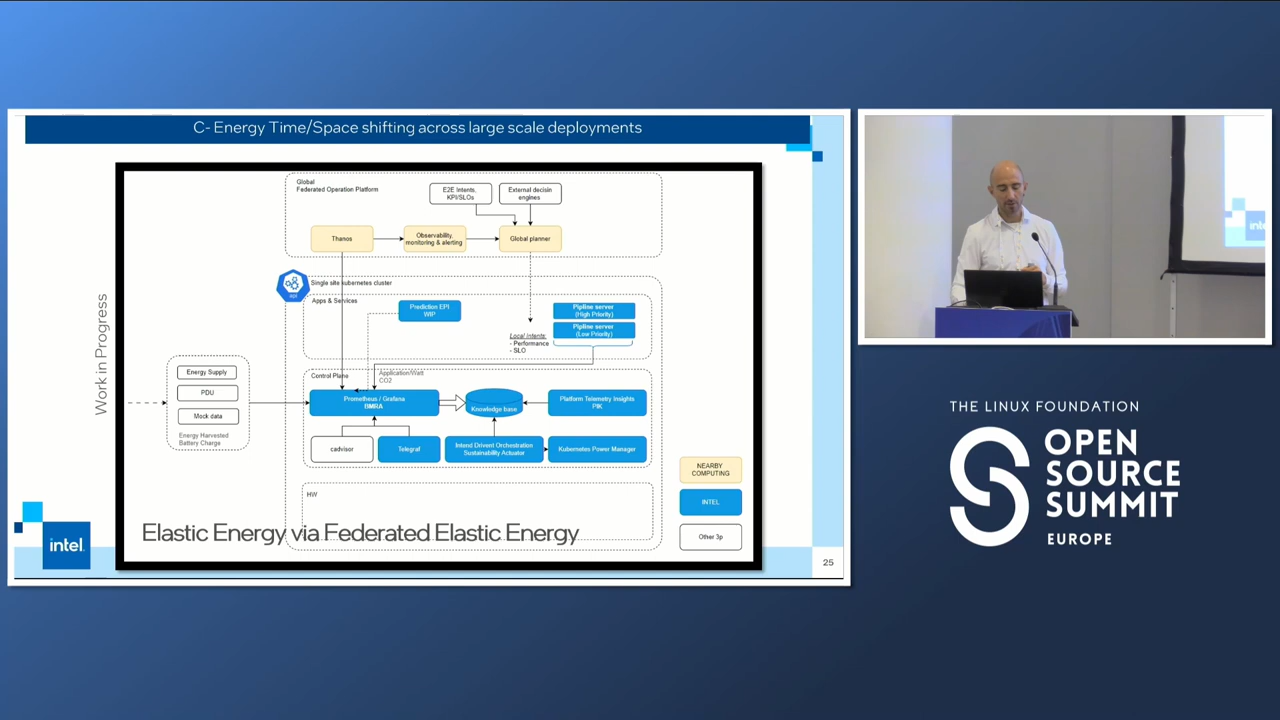 C- Energy Time/Space shifting across large scale deployments
Work in Progress
Global
Federated Operation Platform
E2E Intents,
KPI/SLOs
External decisin
engines
Thanos
Observability,
monitoring & alerting
Global planner
Single site kubernetes cluster
Apps & Services
Prediction EPI
WIP
Pipline server
(High Priority)
Pipline server
(Low Priority)
Local Intents:
- Performance
- SLO
Energy Supply
PDU
Mock data
Energy Harvested
Battery Charge
Control Plane
Application/Watt
CO2
Prometheus / Grafana
BMRA
Knowledge base
Platform Telemetry Insights
PIK
cadvisor
Telegraf
Intend Drivent Orchestration
Sustainability Actuator
Kubernetes Power Manager
HW
NEARBY
COMPUTING
INTEL
Other 3p
Elastic Energy via Federated Elastic Energy
intel.
25
THE LINUX FOUNDATION
OPEN
SOURCE
SUMMIT
EUROPE